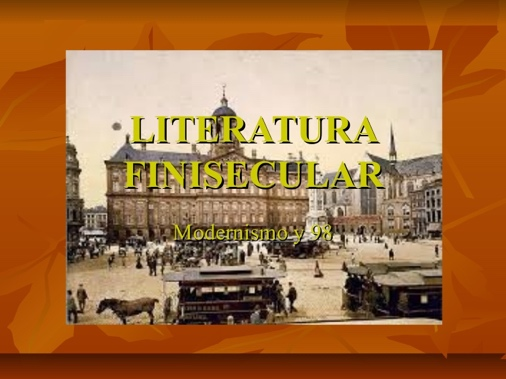 LITERATURA
FINISECULAR
Modernismo y 98